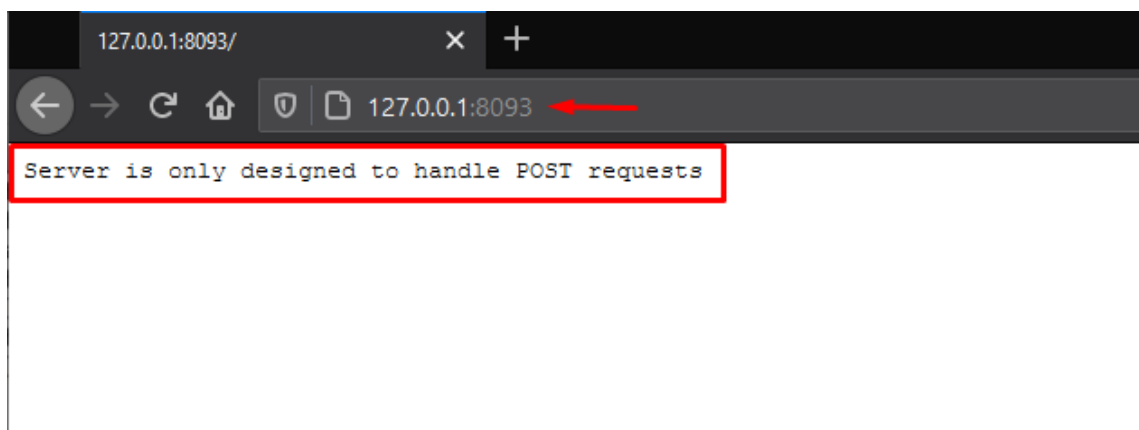 127.0.0.1:8093/
127.0.0.1:8093
Server is only designed to handle POST requests